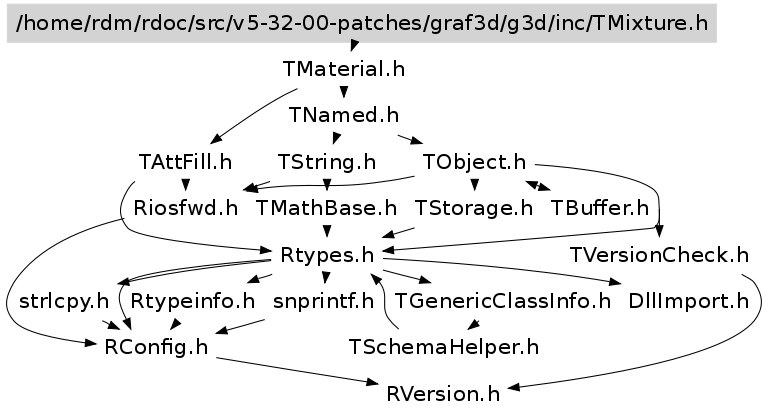 /home/rdm/rdoc/src/v5-32-00-patches/graf3d/g3d/inc/TMixture.h
TMaterial.h
TNamed.h
TAttFill.h TString.h TObject.h
Riosfwd.h TMathBase.h TStorage.h TBuffer.h
Rtypes.h TVersionCheck.h
strlcpy.h Rtypeinfo.h snprintf.h TGenericClassInfo.h DllImport.h
RConfig.h TSchemaHelper.h
RVersion.h